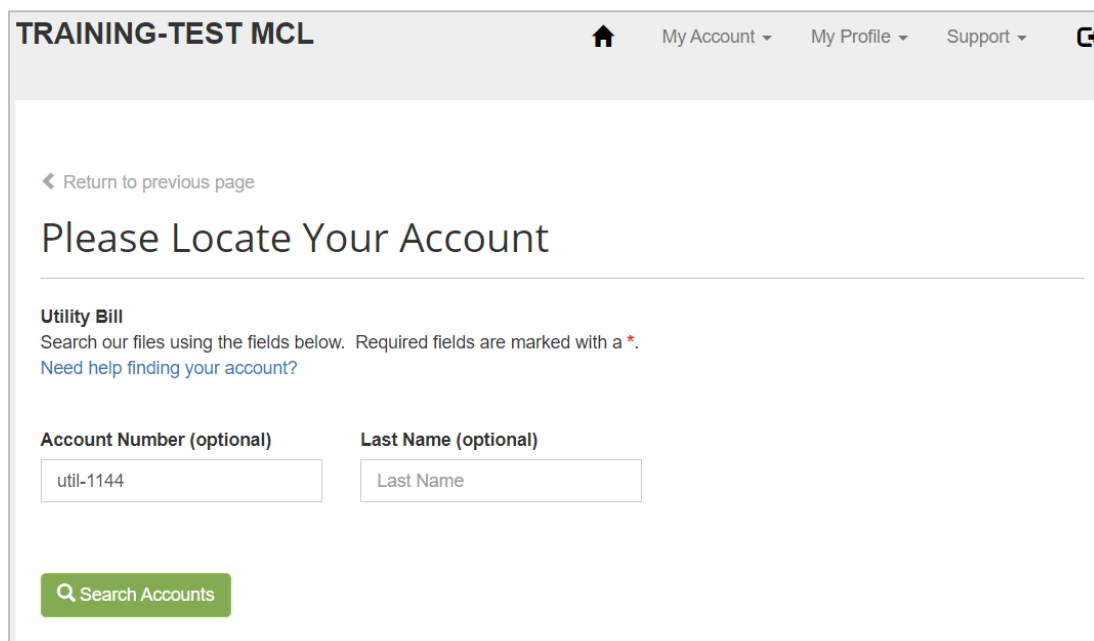 TRAINING-TEST MCL
My Account
My Profile
Support
Return to previous page
Please Locate Your Account
Utility Bill
Search our files using the fields below. Required fields are marked with a *.
Need help finding your account?
Account Number (optional) Last Name (optional)
util-1144 Last Name
Search Accounts